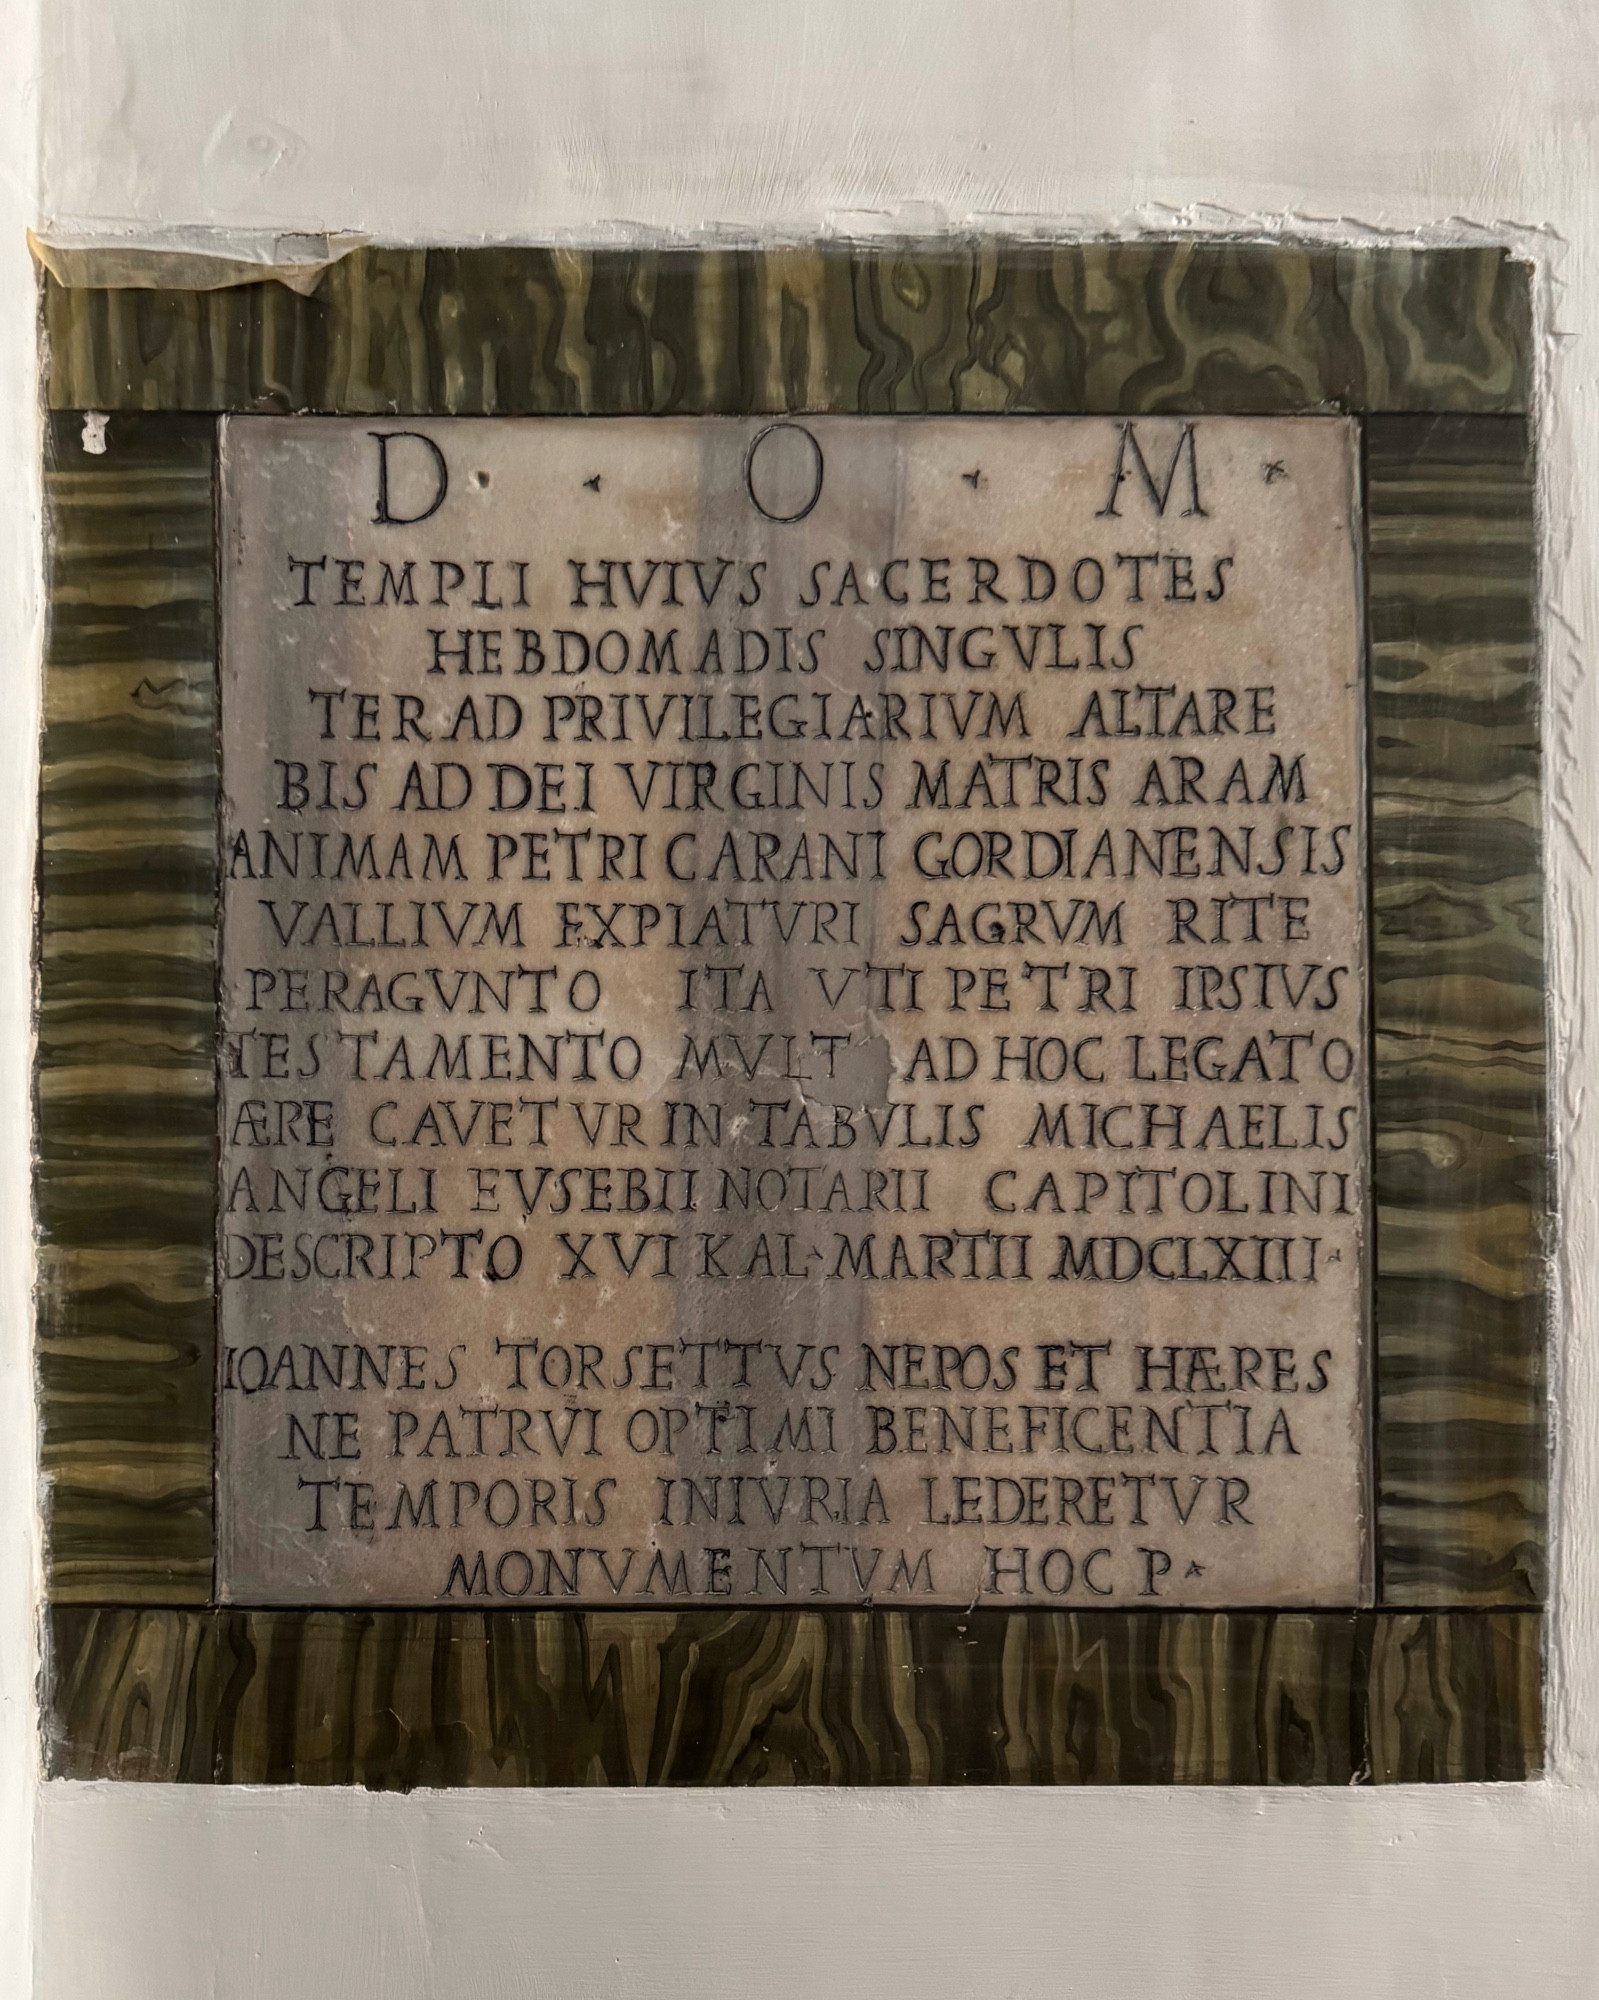 D · · O · M ·
TEMPLI HVIVS SACERDOTES
HEBDOMADIS SINGVLIS
TER AD PRIVILEGIARIVM ALTARE
BIS AD DEI VIRGINIS MATRIS ARAM
ANIMAM PETRI CARANI GORDIANENSIS
VALLIVM EXPIATVRI SAGRVM RITE
PERAGVNTO ITA VTI PETRI IPSIVS
TESTAMENTO MVLT AD HOC LEGATO
ÆRE CAVETVR IN TABVLIS MICHAELIS
ANGELI EVSEBII NOTARII CAPITOLINI
DESCRIPTO XVI KAL·MARTII MDCLXIII·
IOANNES TORSETTVS NEPOS ET HÆRES
NE PATRVI OPTIMI BENEFICENTIA
TEMPORIS INIVRIA LEDERETVR
MONVMENTVM HOC P·